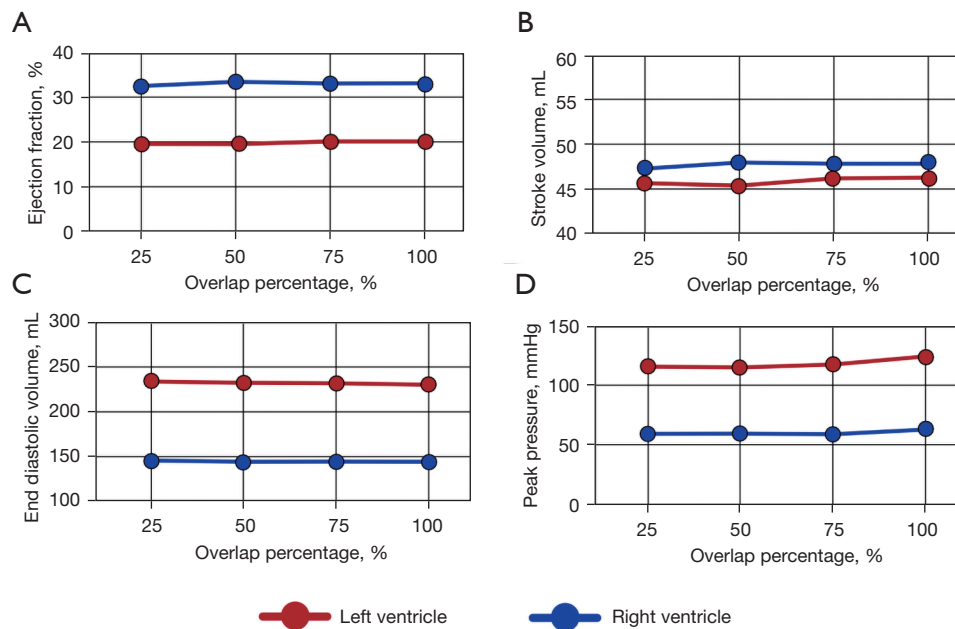 A
Ejection fraction, %
40
30
20
10
0
25 50 75 100
Overlap percentage, %
B
Stroke volume, mL
60
55
50
45
40
25 50 75 100
Overlap percentage, %
C
End diastolic volume, mL
300
250
200
150
100
25 50 75 100
Overlap percentage, %
D
Peak pressure, mmHg
150
100
50
0
25 50 75 100
Overlap percentage, %
Left ventricle
Right ventricle